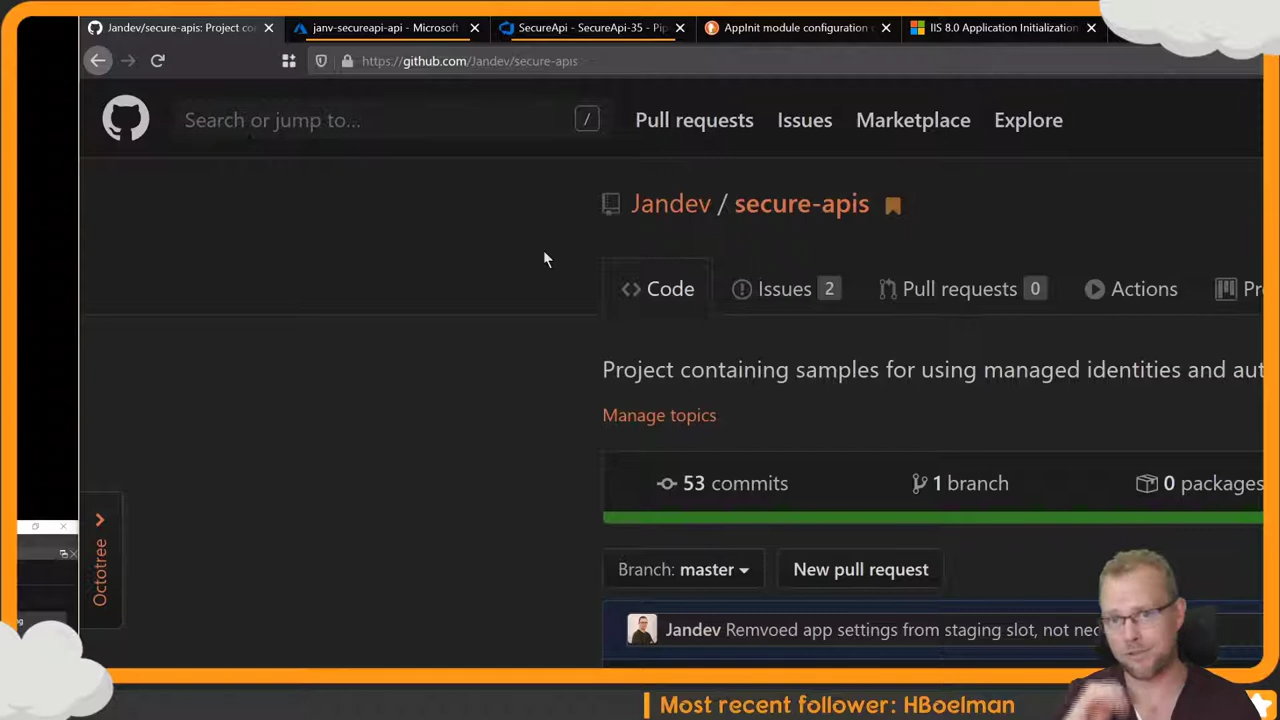 Jandev/secure-apis: Project co
janv-secureapi-api - Microsoft
SecureApi - SecureApi-35 - Pip
AppInit module configuration
IIS 8.0 Application Initialization
https://github.com/Jandev/secure-apis
Search or jump to...
/
Pull requests
Issues
Marketplace
Explore
Jandev / secure-apis
Code
Issues 2
Pull requests 0
Actions
Pr
Project containing samples for using managed identities and aut
Manage topics
53 commits
1 branch
0 packages
Octotree
Branch: master
New pull request
Jandev Remvoed app settings from staging slot, not nec
Most recent follower: HBoelman